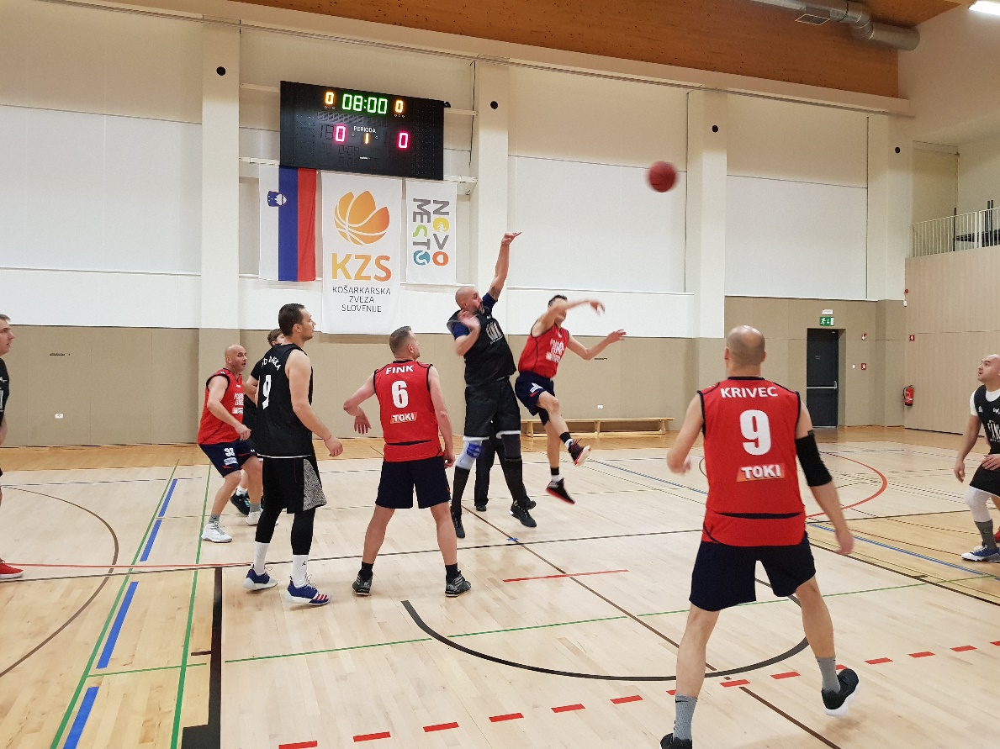 0 08:00 0
PERIODA
0 1 0
KZS
KOŠARKARSKA
ZVEZA
SLOVENIJE
NOVO
MESTO
9
FINK
6
TOKI
KRIVEC
9
TOKI